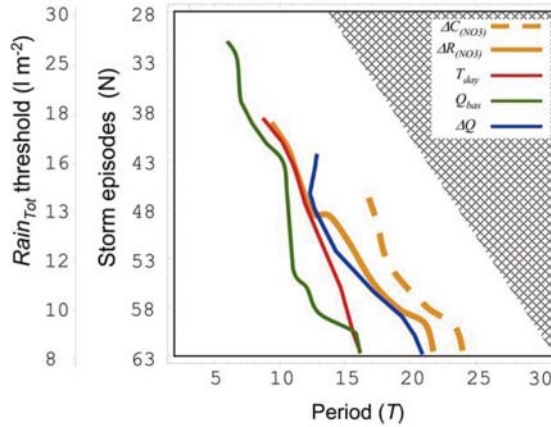 30 28
25 33
18 38
16 43
13 48
12 53
10 58
8 63
Rain_Tot threshold (l m⁻²)
Storm episodes (N)
ΔC(NO3)
ΔR(NO3)
T_day
Q_bas
ΔQ
5 10 15 20 25 30
Period (T)